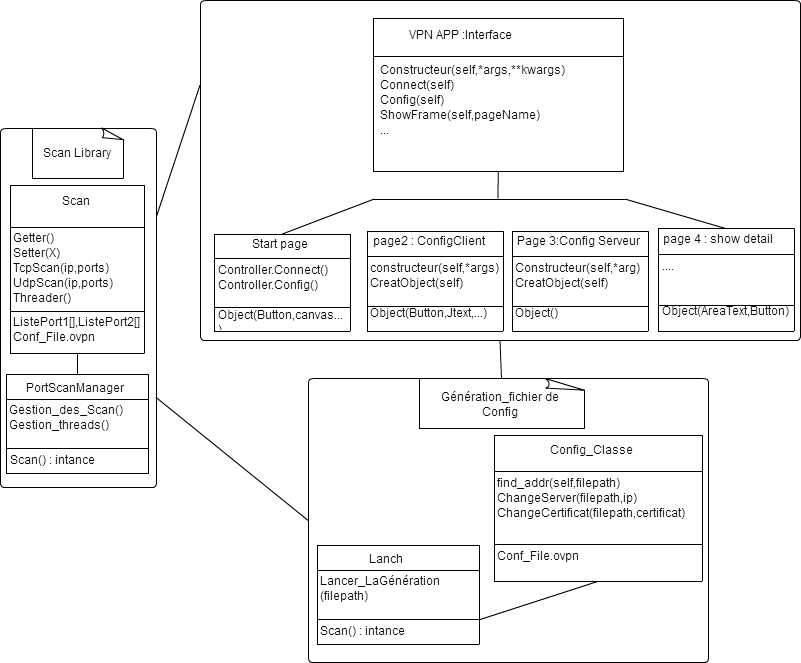 VPN APP :Interface
Constructeur(self,*args,**kwargs)
Connect(self)
Config(self)
ShowFrame(self,pageName)
...
Scan Library
Scan
Getter()
Setter(X)
TcpScan(ip,ports)
UdpScan(ip,ports)
Threader()
ListePort1[],ListePort2[]
Conf_File.ovpn
PortScanManager
Gestion_des_Scan()
Gestion_threads()
Scan() : intance
Start page
Controller.Connect()
Controller.Config()
Object(Button,canvas...
)
page2 : ConfigClient
constructeur(self,*args)
CreatObject(self)
Object(Button,Jtext,...)
Page 3:Config Serveur
Constructeur(self,*arg)
CreatObject(self)
Object()
page 4 : show detail
....
Object(AreaText,Button)
Génération_fichier de
Config
Config_Classe
find_addr(self,filepath)
ChangeServer(filepath,ip)
ChangeCertificat(filepath,certificat)
Conf_File.ovpn
Lanch
Lancer_LaGénération
(filepath)
Scan() : intance